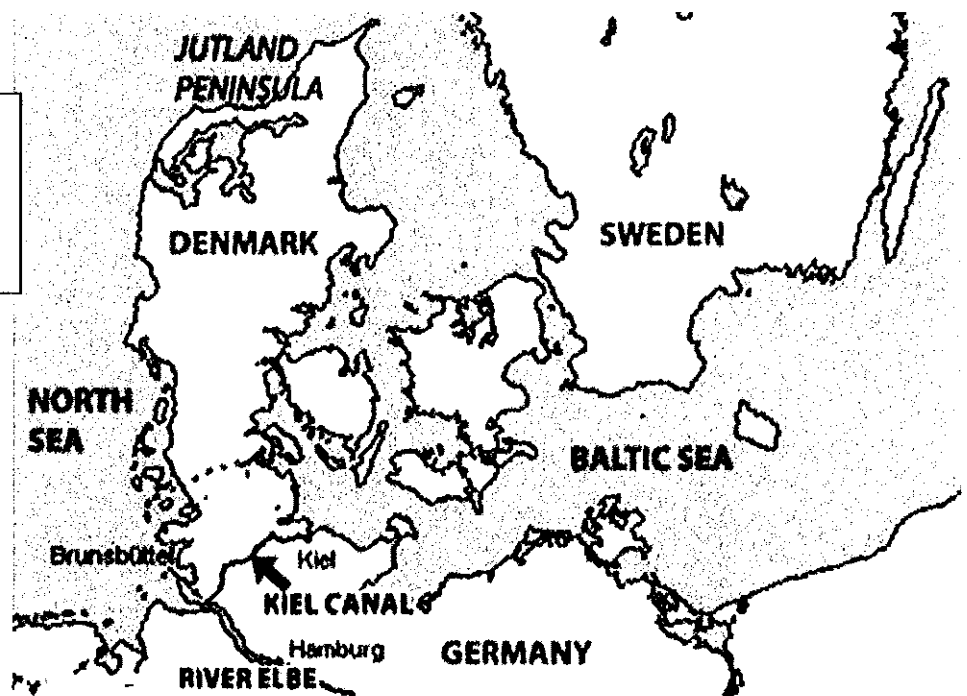 JUTLAND
PENINSULA
DENMARK
SWEDEN
NORTH
SEA
BALTIC SEA
Brunsbüttel
Kiel
KIEL CANAL
Hamburg
GERMANY
RIVER ELBE